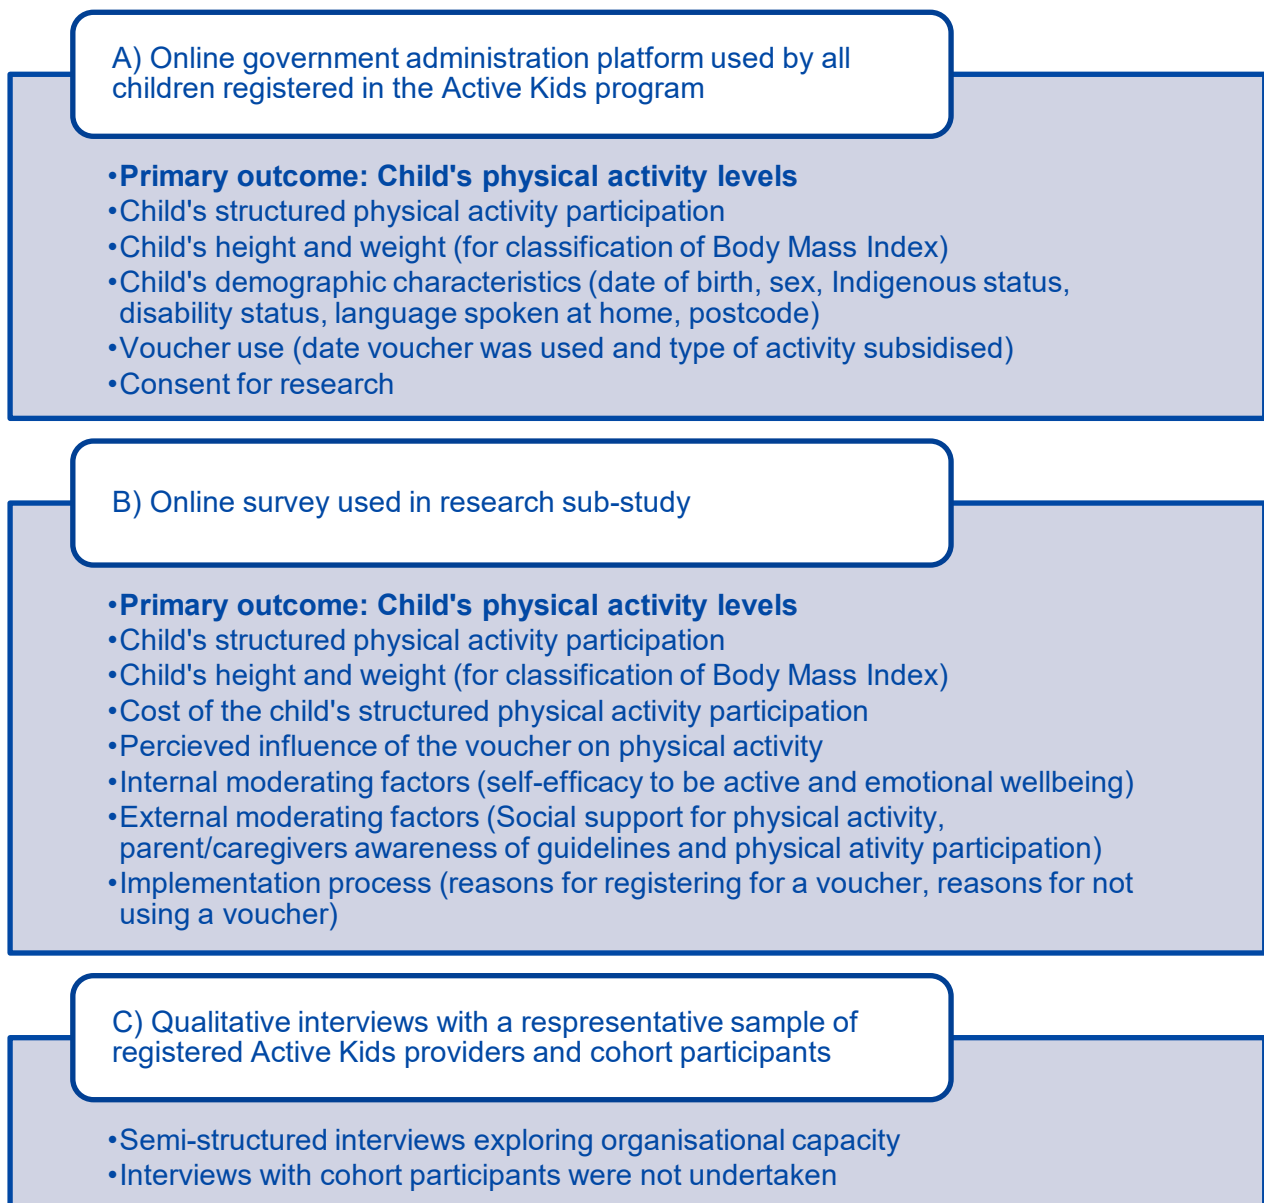 A) Online government administration platform used by all
children registered in the Active Kids program
•Primary outcome: Child's physical activity levels
•Child's structured physical activity participation
•Child's height and weight (for classification of Body Mass Index)
•Child's demographic characteristics (date of birth, sex, Indigenous status,
disability status, language spoken at home, postcode)
•Voucher use (date voucher was used and type of activity subsidised)
•Consent for research
B) Online survey used in research sub-study
•Primary outcome: Child's physical activity levels
•Child's structured physical activity participation
•Child's height and weight (for classification of Body Mass Index)
•Cost of the child's structured physical activity participation
•Percieved influence of the voucher on physical activity
•Internal moderating factors (self-efficacy to be active and emotional wellbeing)
•External moderating factors (Social support for physical activity,
parent/caregivers awareness of guidelines and physical ativity participation)
•Implementation process (reasons for registering for a voucher, reasons for not
using a voucher)
C) Qualitative interviews with a respresentative sample of
registered Active Kids providers and cohort participants
•Semi-structured interviews exploring organisational capacity
•Interviews with cohort participants were not undertaken